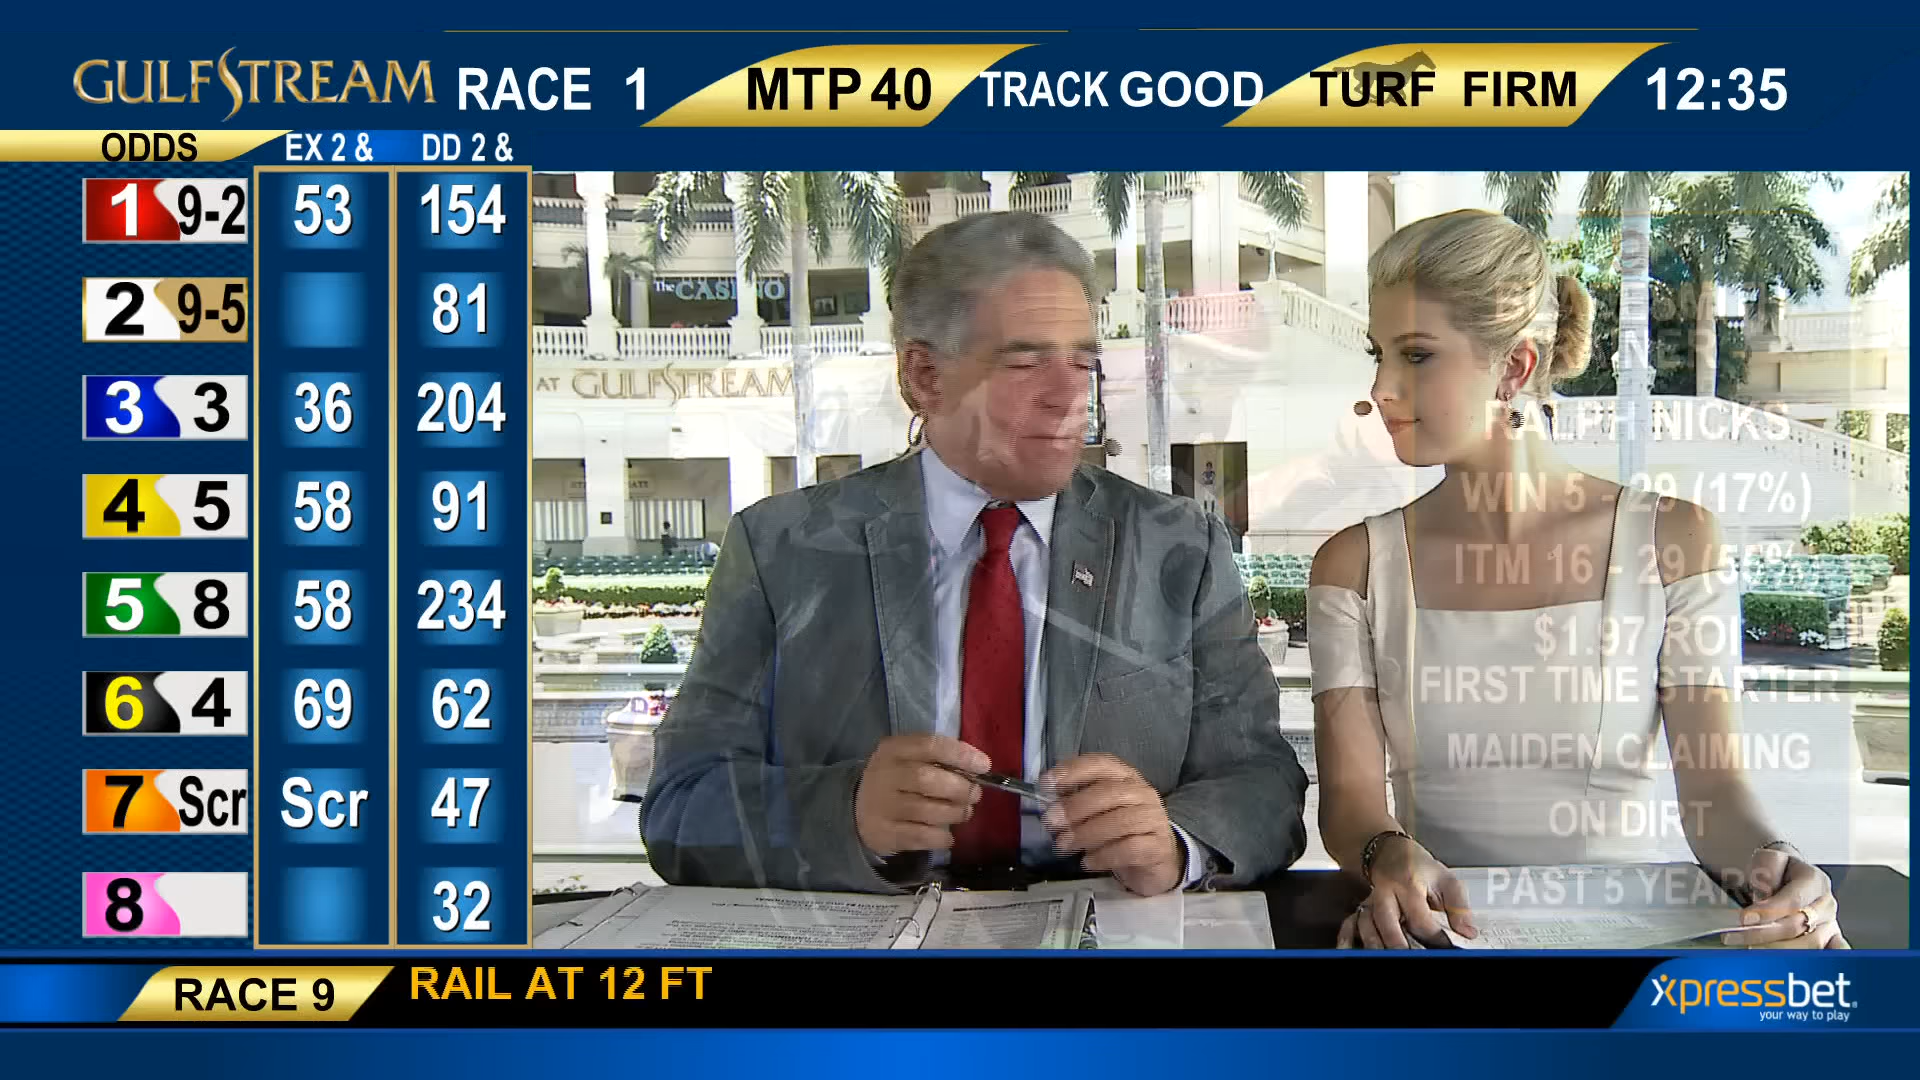 GULFSTREAM RACE 1 MTP 40 TRACK GOOD TURF FIRM 12:35
ODDS EX 2 & DD 2 &
1 9-2 53 154
2 9-5 81
3 3 36 204
4 5 58 91
5 8 58 234
6 4 69 62
7 Scr Scr 47
8 32
The CASINO
AT GULFSTREAM
RALPH NICKS
WIN 5 - 29 (17%)
ITM 16 - 29 (55%)
$1.97 ROI
FIRST TIME STARTER
MAIDEN CLAIMING
ON DIRT
PAST 5 YEARS
RACE 9 RAIL AT 12 FT
xpressbet.
your way to play